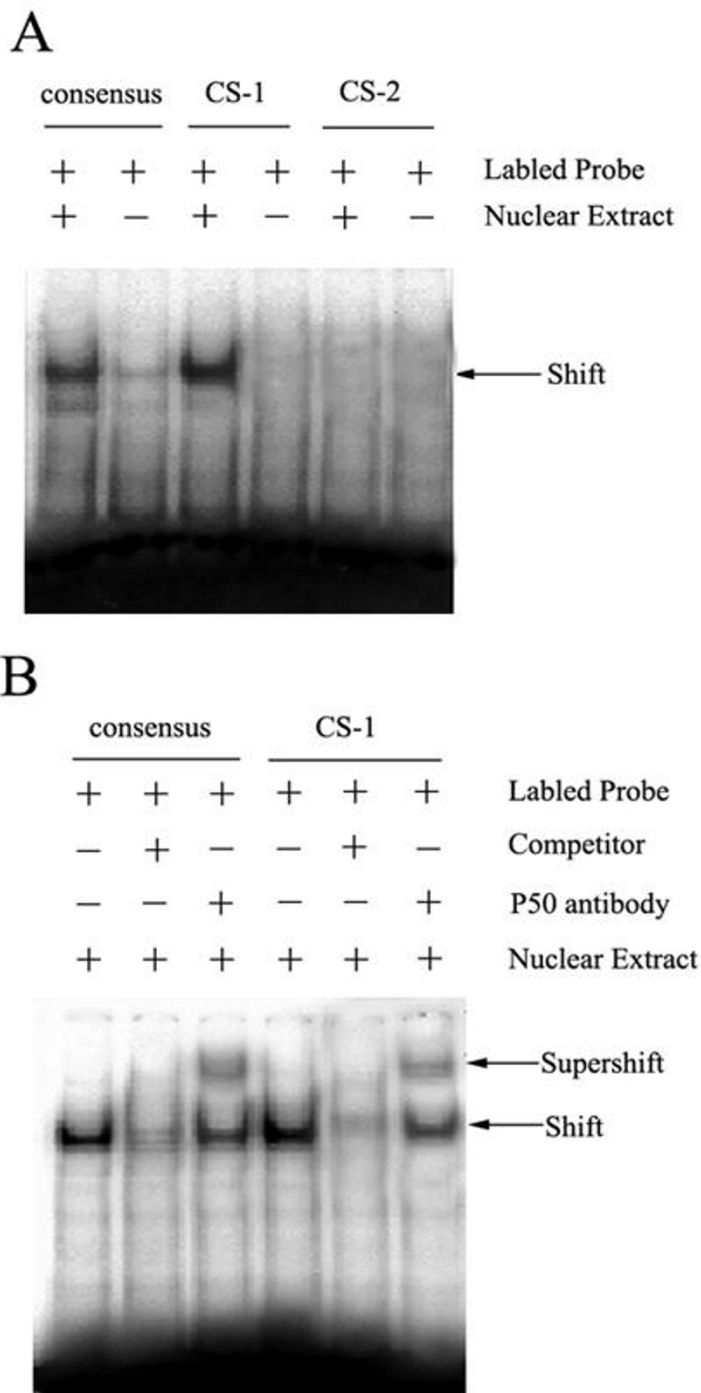 A
consensus CS-1 CS-2
+ + + + + + Labled Probe
+ − + − + − Nuclear Extract
Shift
B
consensus CS-1
+ + + + + + Labled Probe
− + − − + − Competitor
− − + − − + P50 antibody
+ + + + + + Nuclear Extract
Supershift
Shift